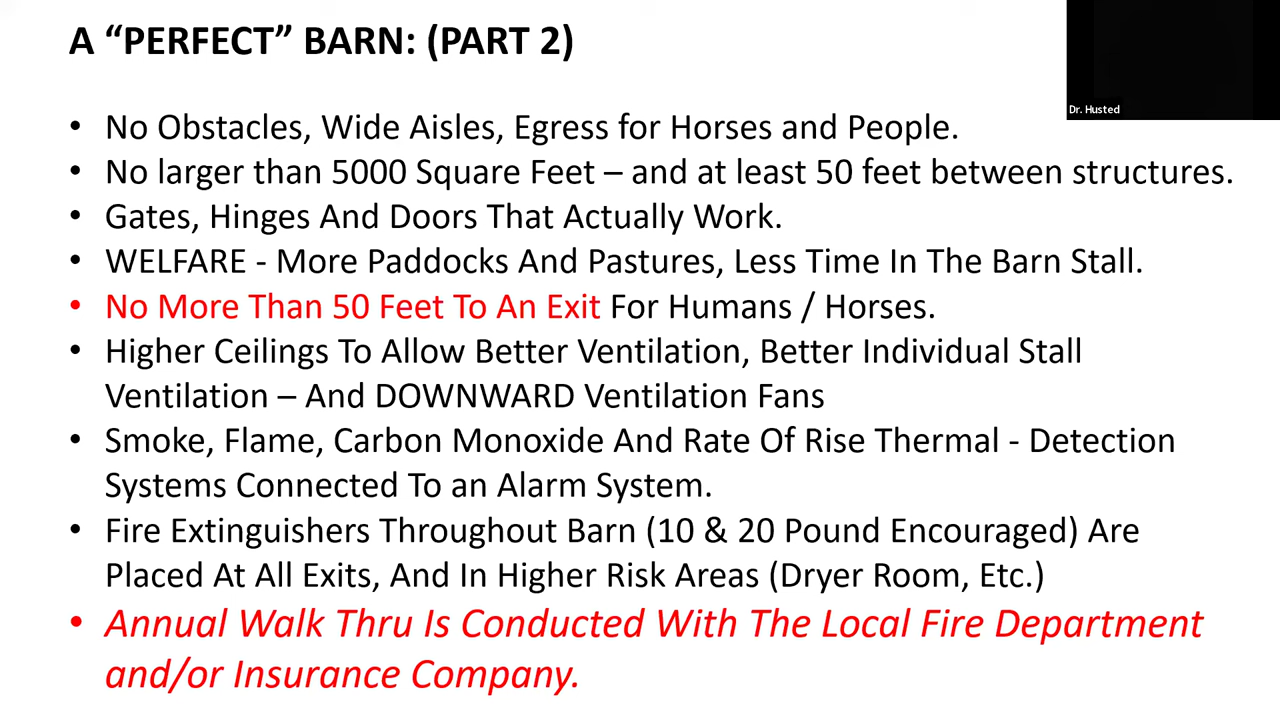 A “PERFECT” BARN: (PART 2)
Dr. Husted
• No Obstacles, Wide Aisles, Egress for Horses and People.
• No larger than 5000 Square Feet – and at least 50 feet between structures.
• Gates, Hinges And Doors That Actually Work.
• WELFARE - More Paddocks And Pastures, Less Time In The Barn Stall.
• No More Than 50 Feet To An Exit For Humans / Horses.
• Higher Ceilings To Allow Better Ventilation, Better Individual Stall
Ventilation – And DOWNWARD Ventilation Fans
• Smoke, Flame, Carbon Monoxide And Rate Of Rise Thermal - Detection
Systems Connected To an Alarm System.
• Fire Extinguishers Throughout Barn (10 & 20 Pound Encouraged) Are
Placed At All Exits, And In Higher Risk Areas (Dryer Room, Etc.)
• Annual Walk Thru Is Conducted With The Local Fire Department
and/or Insurance Company.